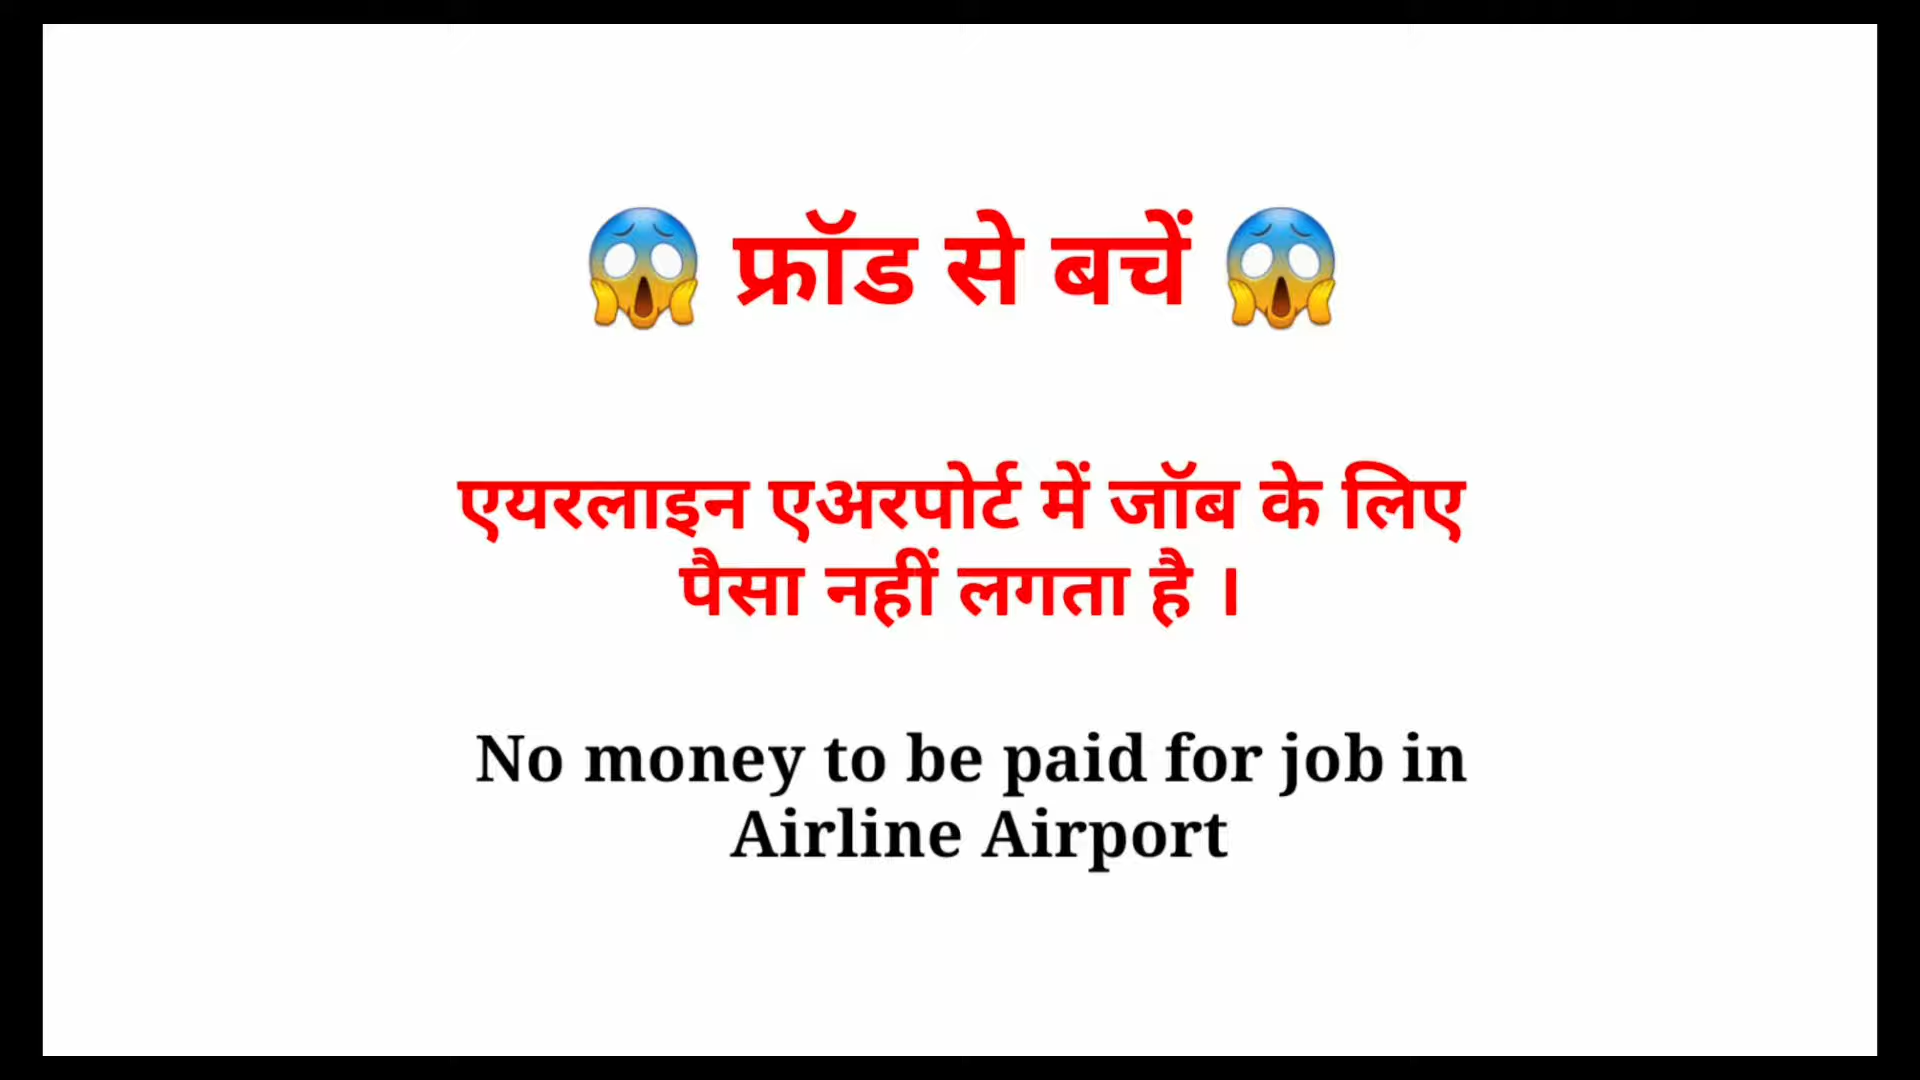 😱 फ्रॉड से बचें 😱
एयरलाइन एअरपोर्ट में जॉब के लिए
पैसा नहीं लगता है ।
No money to be paid for job in
Airline Airport